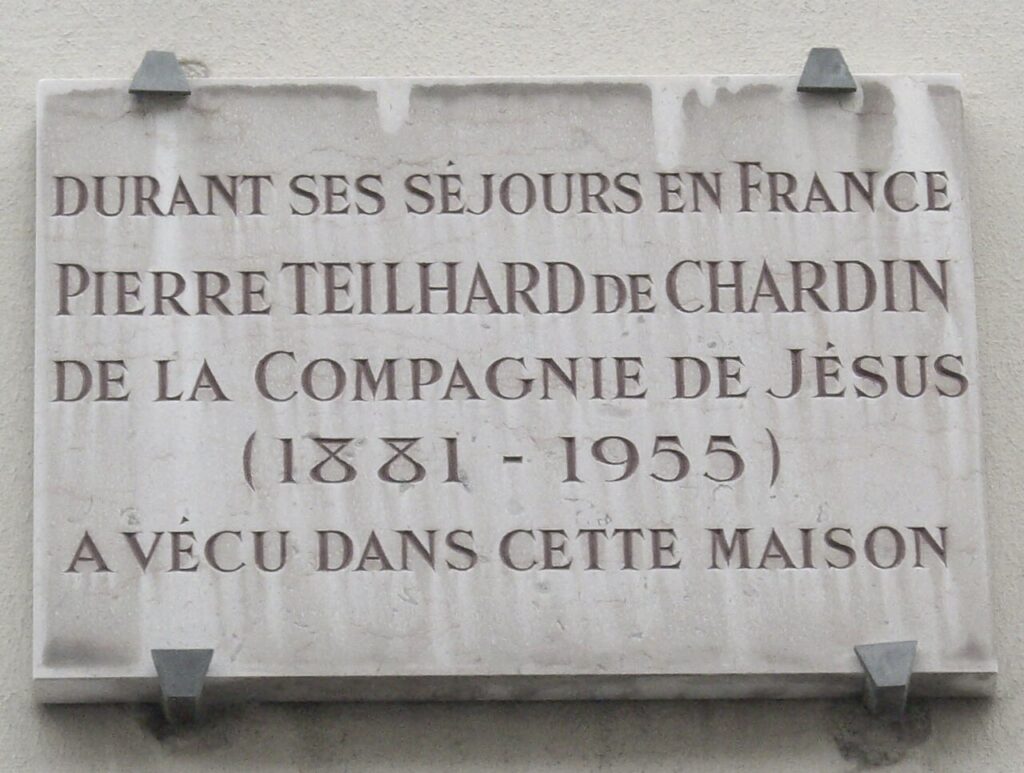 DURANT SES SÉJOURS EN FRANCE
PIERRE TEILHARD DE CHARDIN
DE LA COMPAGNIE DE JÉSUS
(1881 - 1955)
A VÉCU DANS CETTE MAISON